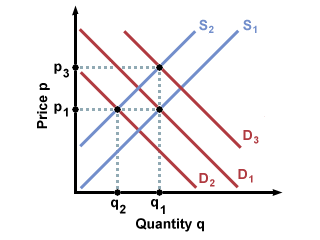 S₂
S₁
p₃
p₁
Price p
D₃
D₁
D₂
q₂
q₁
Quantity q